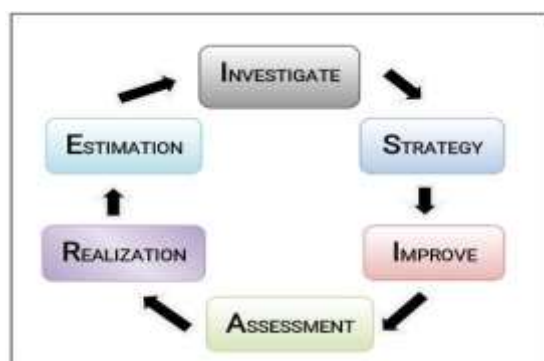 INVESTIGATE
STRATEGY
IMPROVE
ASSESSMENT
REALIZATION
ESTIMATION